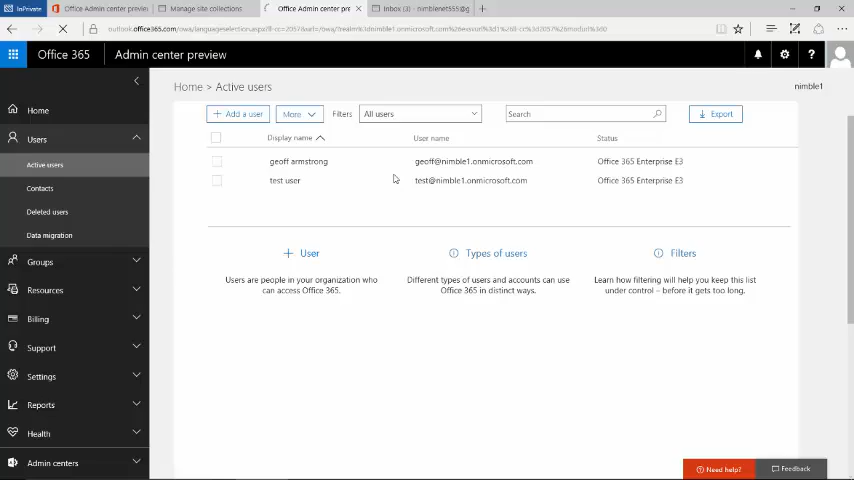 InPrivate
Office Admin center previe
Manage site collections
Office Admin center pre
Inbox (3) - nimblenet555@g
Office 365
Admin center preview
Home > Active users
nimble1
Add a user
More
Filters
All users
Search
Export
Display name
User name
Status
geoff armstrong
geoff@nimble1.onmicrosoft.com
Office 365 Enterprise E3
test user
test@nimble1.onmicrosoft.com
Office 365 Enterprise E3
User
Users are people in your organization who
can access Office 365.
Types of users
Different types of users and accounts can use
Office 365 in distinct ways.
Filters
Learn how filtering will help you keep this list
under control – before it gets too long.
Home
Users
Active users
Contacts
Deleted users
Data migration
Groups
Resources
Billing
Support
Settings
Reports
Health
Admin centers
Need help?
Feedback